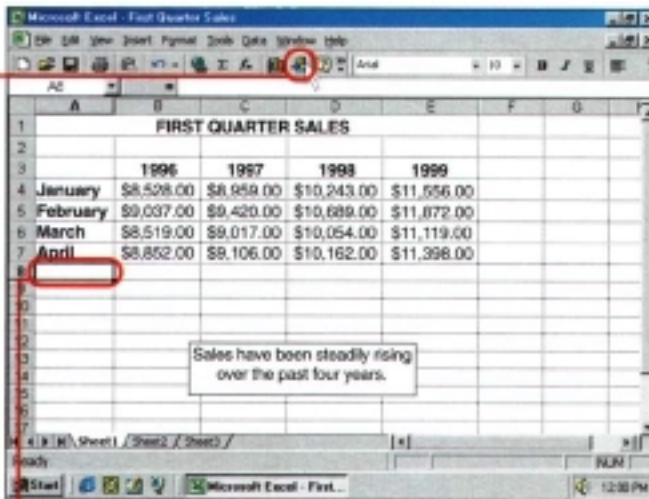 Microsoft Excel - First Quarter Sales
File Edit View Insert Format Tools Data Window Help
Arial 10 B I U
A8 =
A B C D E F G
1 FIRST QUARTER SALES
2
3 1996 1997 1998 1999
4 January $8,528.00 $8,959.00 $10,243.00 $11,556.00
5 February $9,037.00 $9,420.00 $10,689.00 $11,872.00
6 March $8,519.00 $9,017.00 $10,054.00 $11,119.00
7 April $8,852.00 $9,106.00 $10,162.00 $11,398.00
8
9
10
11
12
13 Sales have been steadily rising
14 over the past four years.
15
16
17
Sheet1 / Sheet2 / Sheet3 /
Ready NUM
Start Microsoft Excel - First... 12:00 PM